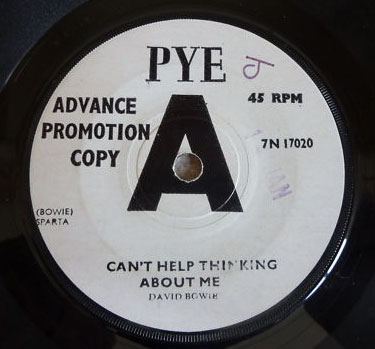 PYE
ADVANCE
PROMOTION
COPY
A
45 RPM
7N 17020
(BOWIE)
SPARTA
CAN'T HELP THINKING
ABOUT ME
DAVID BOWIE